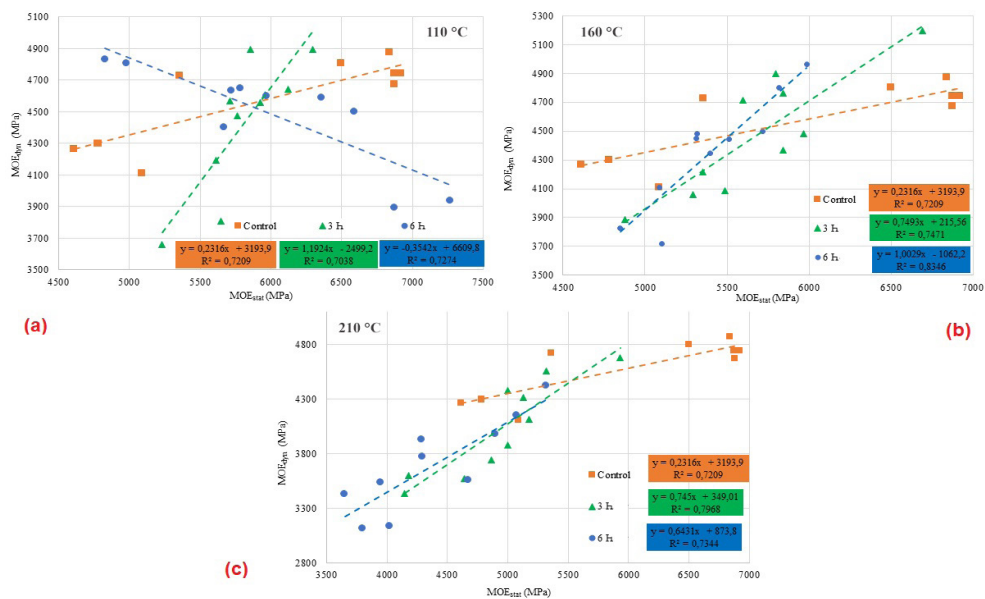 110 °C
MOEdyn (MPa)
5100
4900
4700
4500
4300
4100
3900
3700
3500
4500 5000 5500 6000 6500 7000 7500
MOEstat (MPa)
Control 3 h 6 h
y = 0,2316x + 3193,9
R² = 0,7209
y = 1,1924x - 2499,2
R² = 0,7038
y = -0,3542x + 6609,8
R² = 0,7274
(a)
160 °C
MOEdyn (MPa)
5300
5100
4900
4700
4500
4300
4100
3900
3700
3500
4500 5000 5500 6000 6500 7000
MOEstat (MPa)
Control
3 h
6 h
y = 0,2316x + 3193,9
R² = 0,7209
y = 0,7493x + 215,56
R² = 0,7471
y = 1,0029x - 1062,2
R² = 0,8346
(b)
210 °C
MOEdyn (MPa)
4800
4300
3800
3300
2800
3500 4000 4500 5000 5500 6000 6500 7000
MOEstat (MPa)
Control
3 h
6 h
y = 0,2316x + 3193,9
R² = 0,7209
y = 0,745x + 349,01
R² = 0,7968
y = 0,6431x + 873,8
R² = 0,7344
(c)